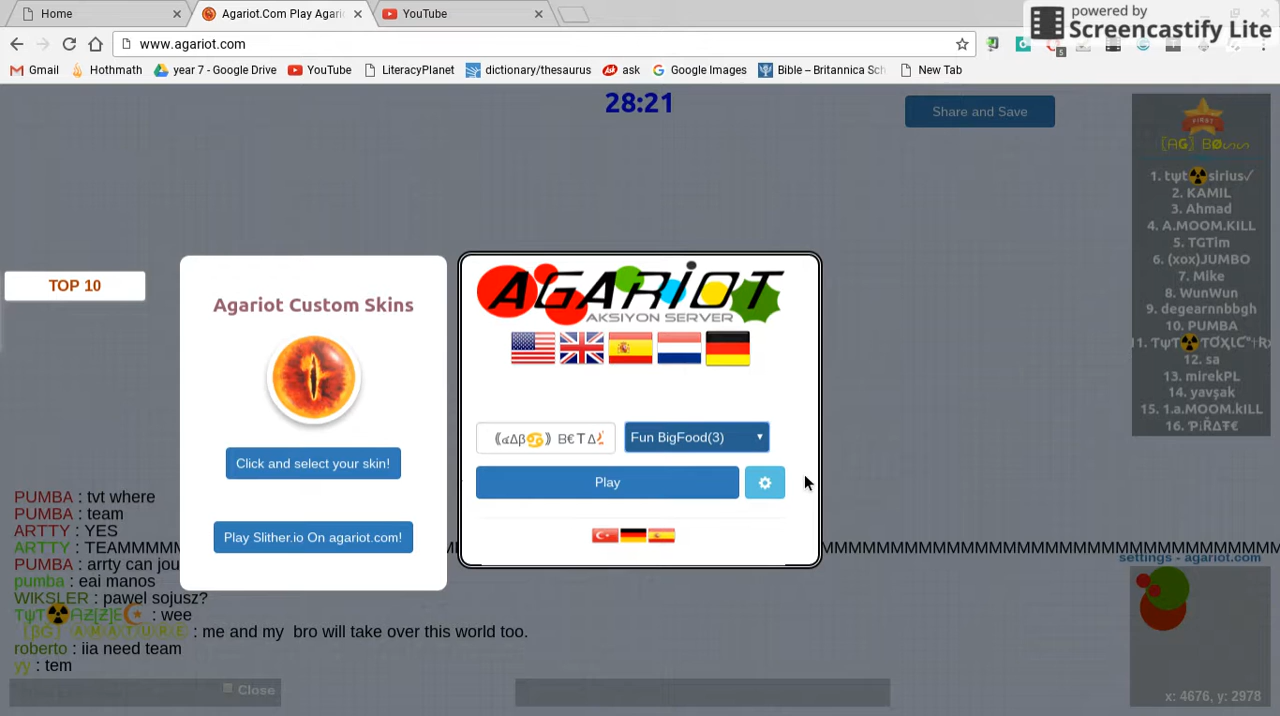 Home
Agariot.Com Play Agari
YouTube
powered by
Screencastify Lite
www.agariot.com
Gmail
Hothmath
year 7 - Google Drive
YouTube
LiteracyPlanet
dictionary/thesaurus
ask
Google Images
Bible – Britannica Sch
New Tab
28:21
Share and Save
FIRST
1. tψt☢sirius✓
2. KAMIL
3. Ahmad
4. A.MOOM.KILL
5. TGTim
6. (xox)JUMBO
7. Mike
8. WunWun
9. degearnnbbgh
10. PUMBA
12. sa
13. mirekPL
14. yavşak
15. 1.a.MOOM.kILL
16.
TOP 10
Agariot Custom Skins
Click and select your skin!
Play Slither.io On agariot.com!
AGARiOT
AKSIYON SERVER
Fun BigFood(3)
Play
PUMBA : tvt where
PUMBA : team
ARTTY : YES
ARTTY : TEAMMMM
PUMBA : arrty can jou
pumba : eai manos
WIKSLER : pawel sojusz?
: wee
: me and my bro will take over this world too.
roberto : iia need team
yy : tem
Close
settings - agariot.com
x: 4676, y: 2978